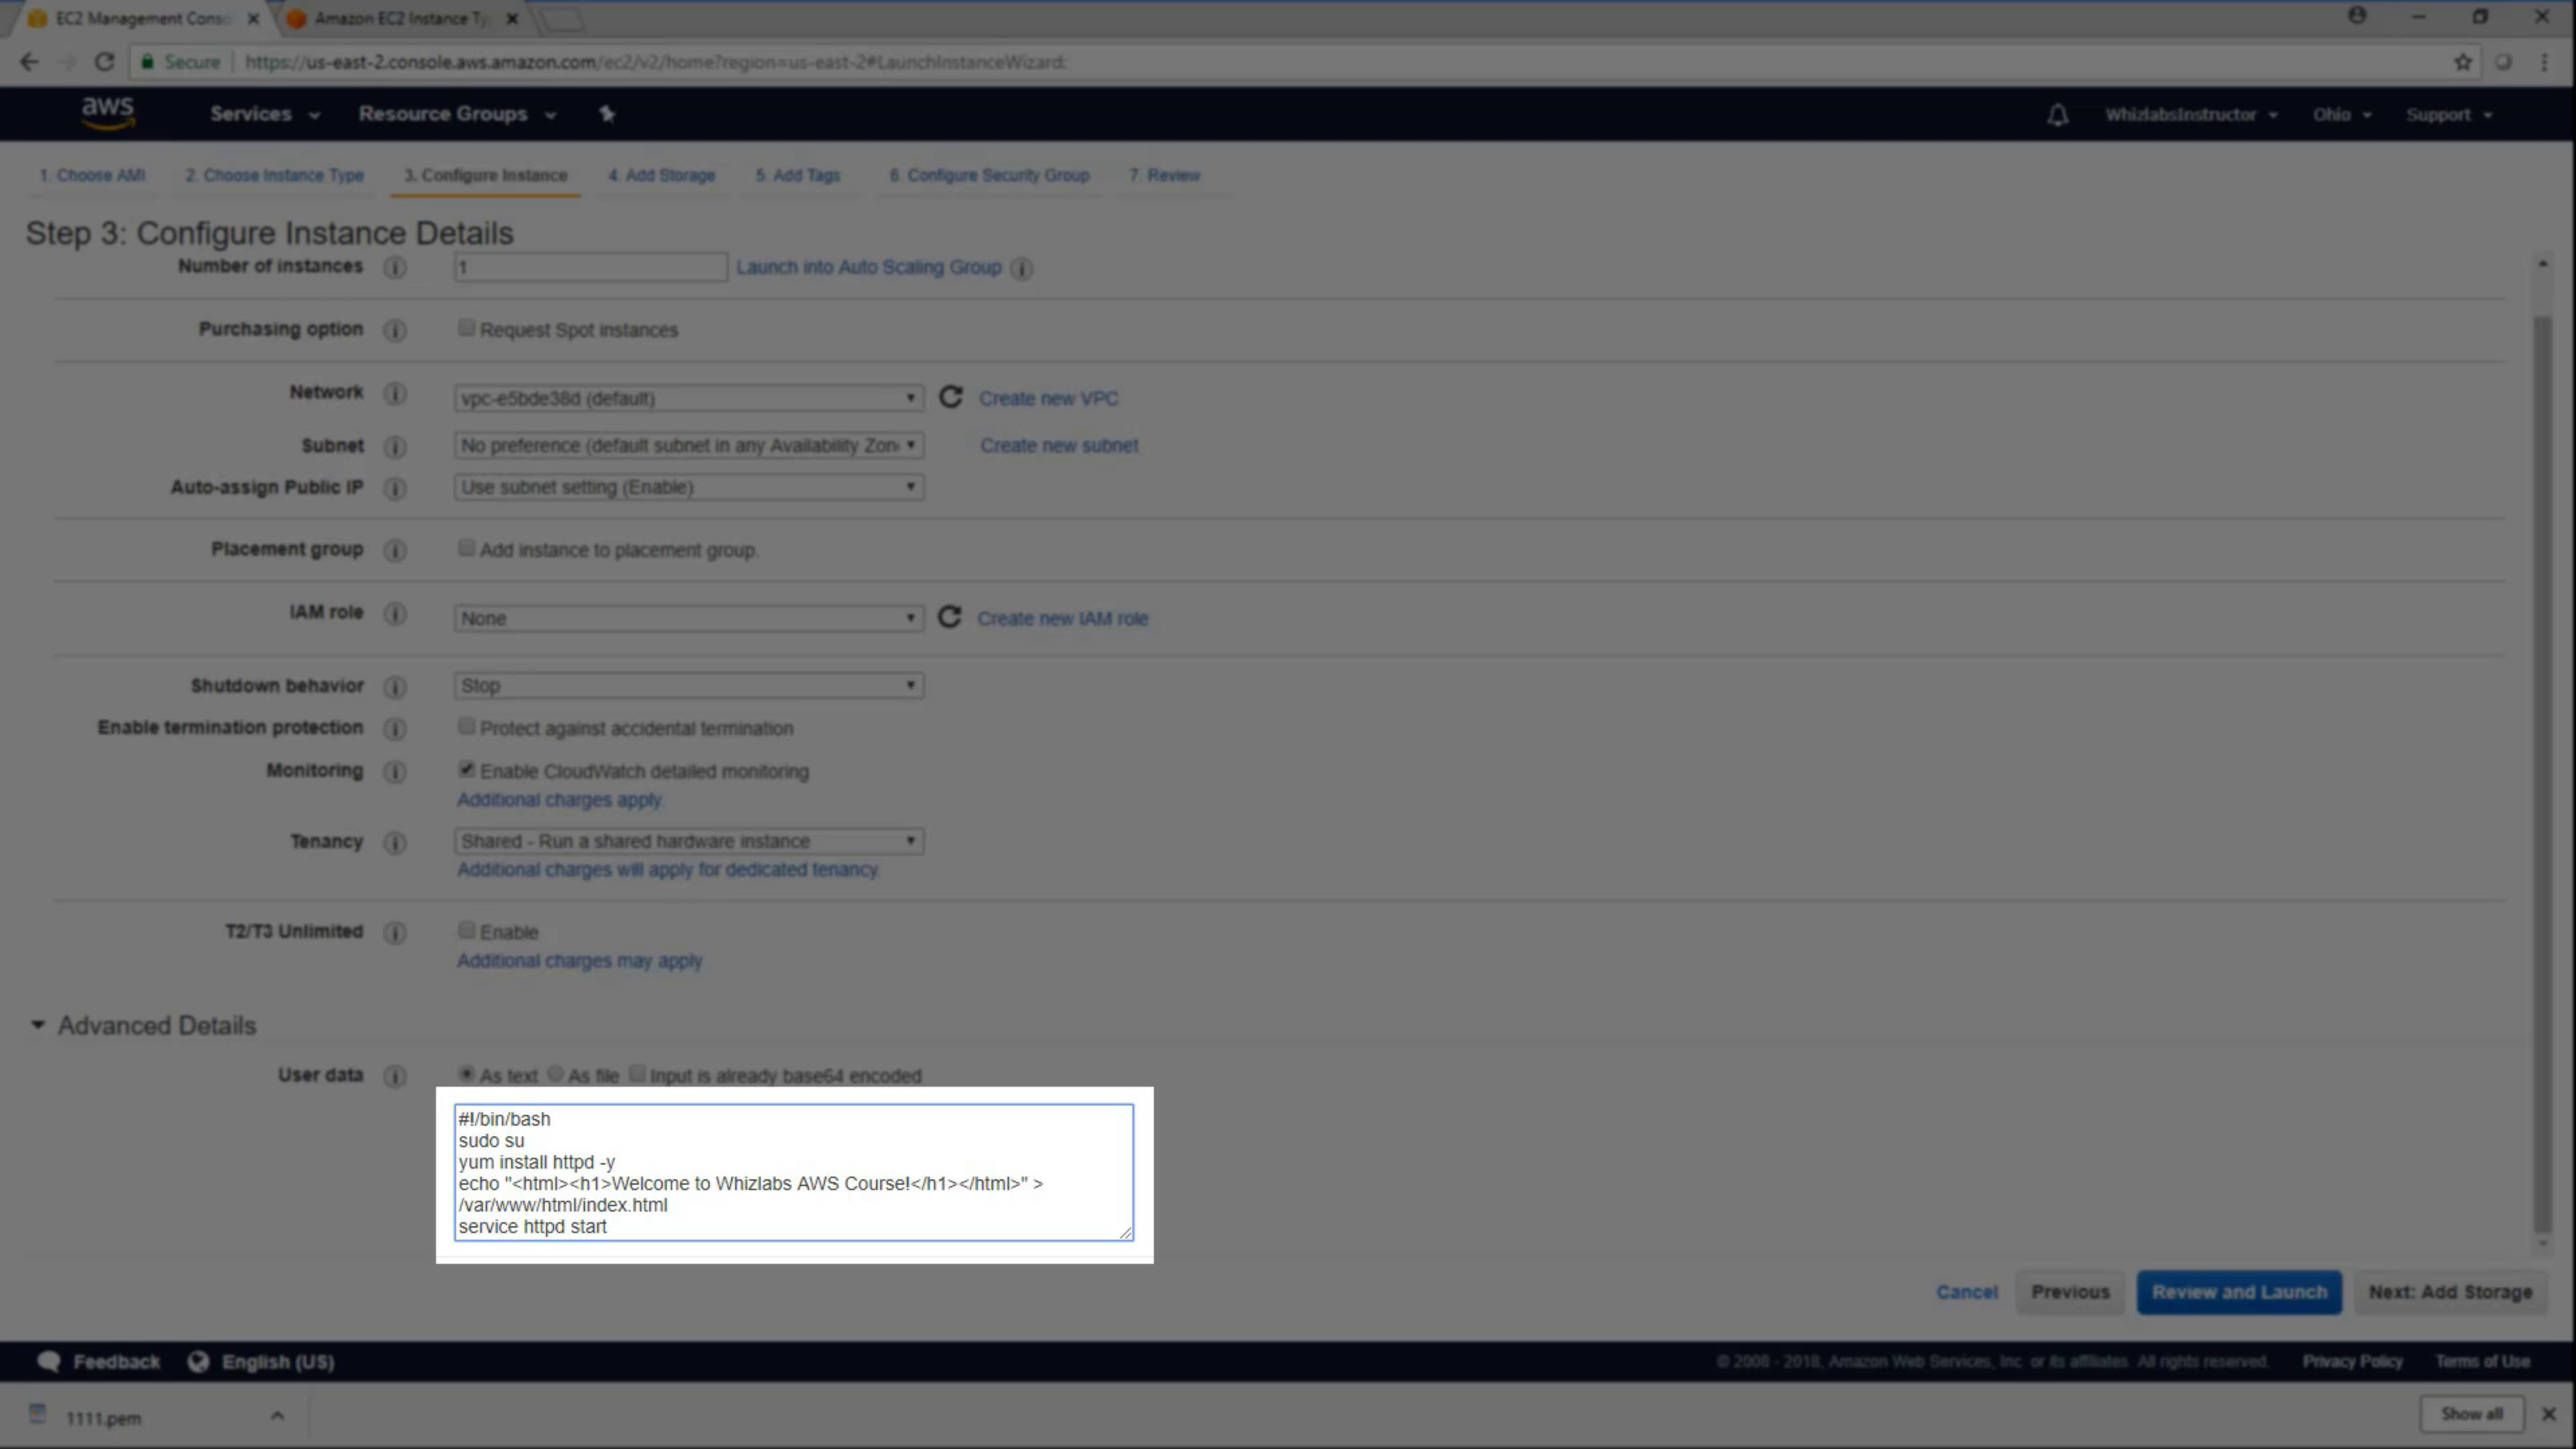 EC2 Management Conso
Amazon EC2 Instance Ty
Secure https://us-east-2.console.aws.amazon.com/ec2/v2/home?region=us-east-2#LaunchInstanceWizard:
aws Services Resource Groups WhizlabsInstructor Ohio Support
1. Choose AMI 2. Choose Instance Type 3. Configure Instance 4. Add Storage 5. Add Tags 6. Configure Security Group 7. Review
Step 3: Configure Instance Details
Number of instances 1 Launch into Auto Scaling Group
Purchasing option Request Spot instances
Network vpc-e5bde38d (default) Create new VPC
Subnet No preference (default subnet in any Availability Zon Create new subnet
Auto-assign Public IP Use subnet setting (Enable)
Placement group Add instance to placement group.
IAM role None Create new IAM role
Shutdown behavior Stop
Enable termination protection Protect against accidental termination
Monitoring Enable CloudWatch detailed monitoring
Additional charges apply.
Tenancy Shared - Run a shared hardware instance
Additional charges will apply for dedicated tenancy.
T2/T3 Unlimited Enable
Additional charges may apply
Advanced Details
User data As text As file Input is already base64 encoded
#!/bin/bash
sudo su
yum install httpd -y
echo "<html><h1>Welcome to Whizlabs AWS Course!</h1></html>" >
/var/www/html/index.html
service httpd start
Cancel Previous Review and Launch Next: Add Storage
Feedback English (US) © 2008 - 2018, Amazon Web Services, Inc. or its affiliates. All rights reserved. Privacy Policy Terms of Use
1111.pem Show all